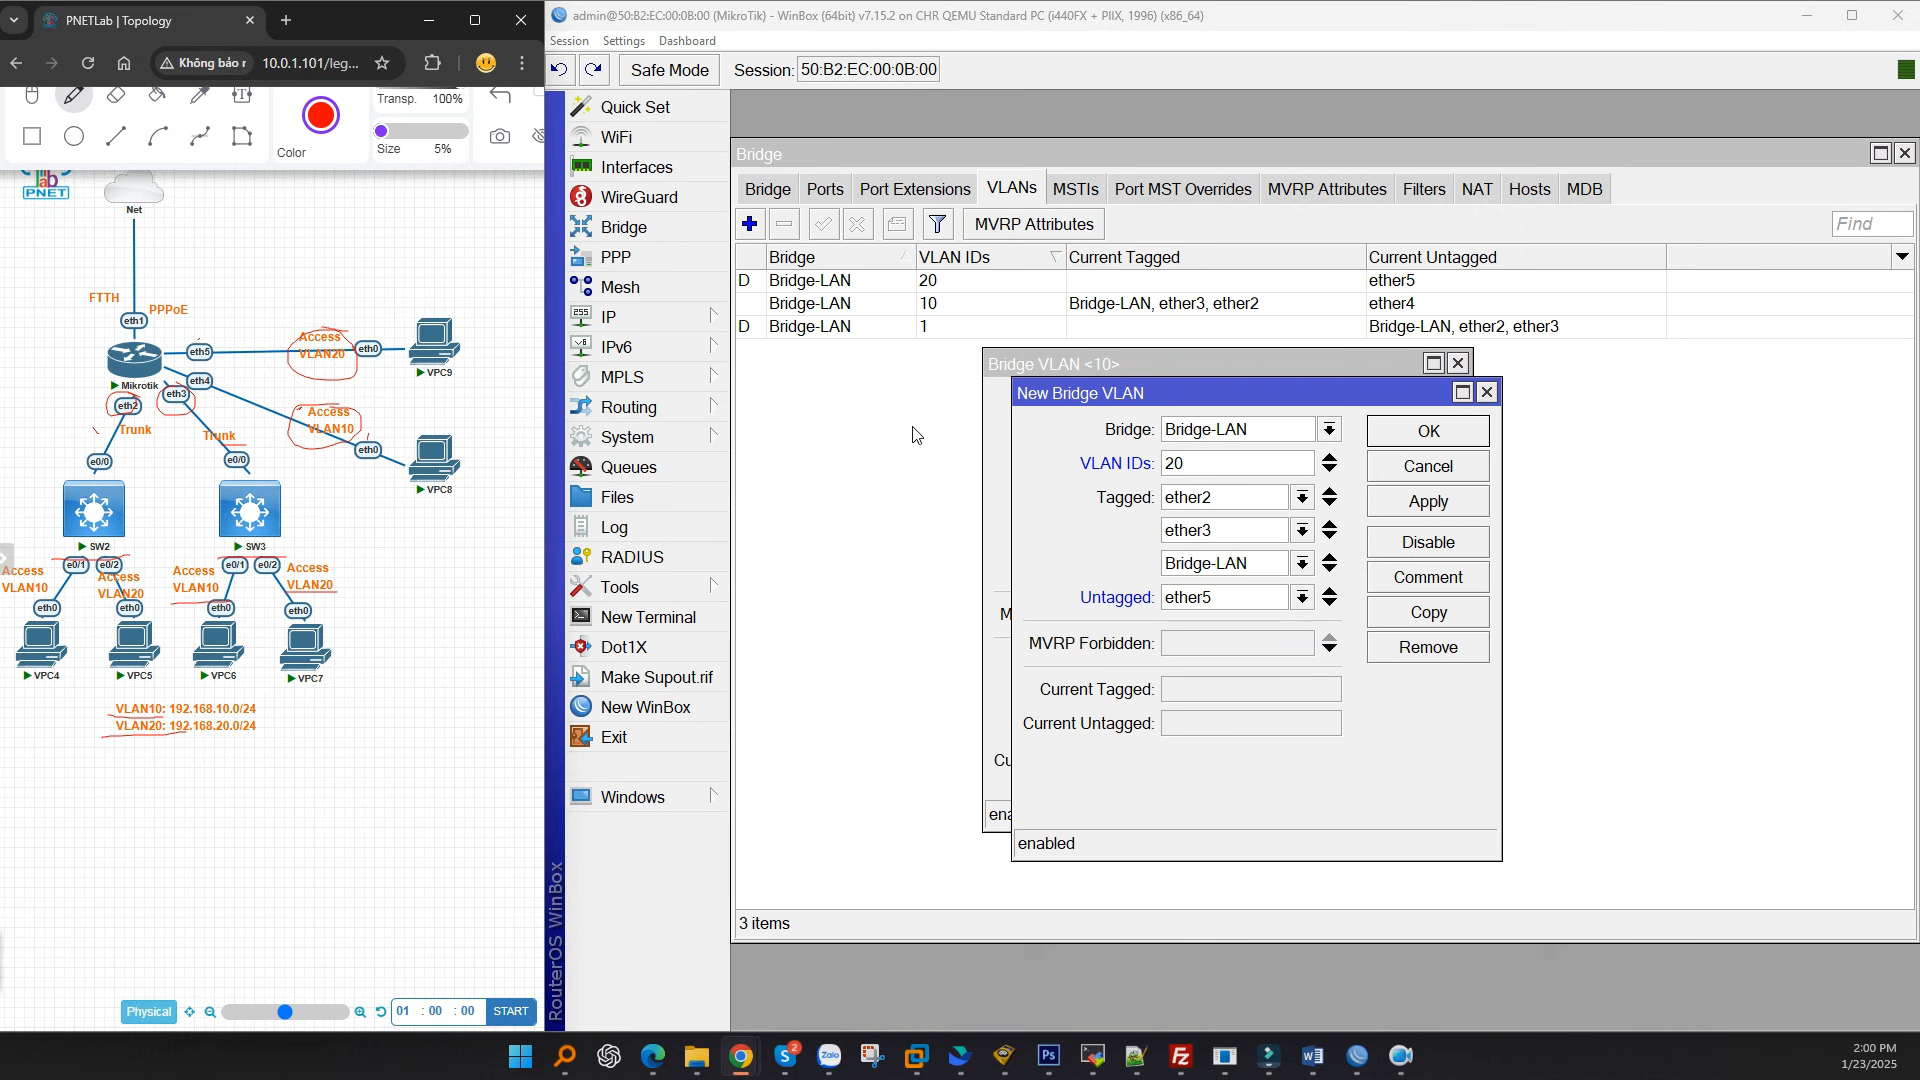 PNETLab | Topology
Không bảo r
10.0.1.101/leg...
Transp. 100%
Color
Size 5%
lab
PNET
Net
FTTH
PPPoE
eth1
Access
VLAN20
eth5
eth0
VPC9
Mikrotik
eth4
eth3
eth2
Access
VLAN10
Trunk
Trunk
eth0
VPC8
e0/0
e0/0
SW2
SW3
e0/1
e0/2
e0/1
e0/2
Access
VLAN10
Access
VLAN20
Access
VLAN10
Access
VLAN20
eth0
eth0
eth0
eth0
VPC4
VPC5
VPC6
VPC7
VLAN10: 192.168.10.0/24
VLAN20: 192.168.20.0/24
Physical
01 : 00 : 00
START
admin@50:B2:EC:00:0B:00 (MikroTik) - WinBox (64bit) v7.15.2 on CHR QEMU Standard PC (i440FX + PIIX, 1996) (x86_64)
Session Settings Dashboard
Safe Mode
Session: 50:B2:EC:00:0B:00
Quick Set
WiFi
Interfaces
WireGuard
Bridge
PPP
Mesh
IP
IPv6
MPLS
Routing
System
Queues
Files
Log
RADIUS
Tools
New Terminal
Dot1X
Make Supout.rif
New WinBox
Exit
Windows
RouterOS WinBox
Bridge
Bridge Ports Port Extensions VLANs MSTIs Port MST Overrides MVRP Attributes Filters NAT Hosts MDB
MVRP Attributes
Find
Bridge VLAN IDs Current Tagged Current Untagged
D Bridge-LAN 20 ether5
Bridge-LAN 10 Bridge-LAN, ether3, ether2 ether4
D Bridge-LAN 1 Bridge-LAN, ether2, ether3
Bridge VLAN <10>
New Bridge VLAN
Bridge: Bridge-LAN
VLAN IDs: 20
Tagged: ether2
ether3
Bridge-LAN
Untagged: ether5
MVRP Forbidden:
Current Tagged:
Current Untagged:
OK
Cancel
Apply
Disable
Comment
Copy
Remove
enabled
M
Cu
ena
3 items
2
Zalo
2:00 PM
1/23/2025